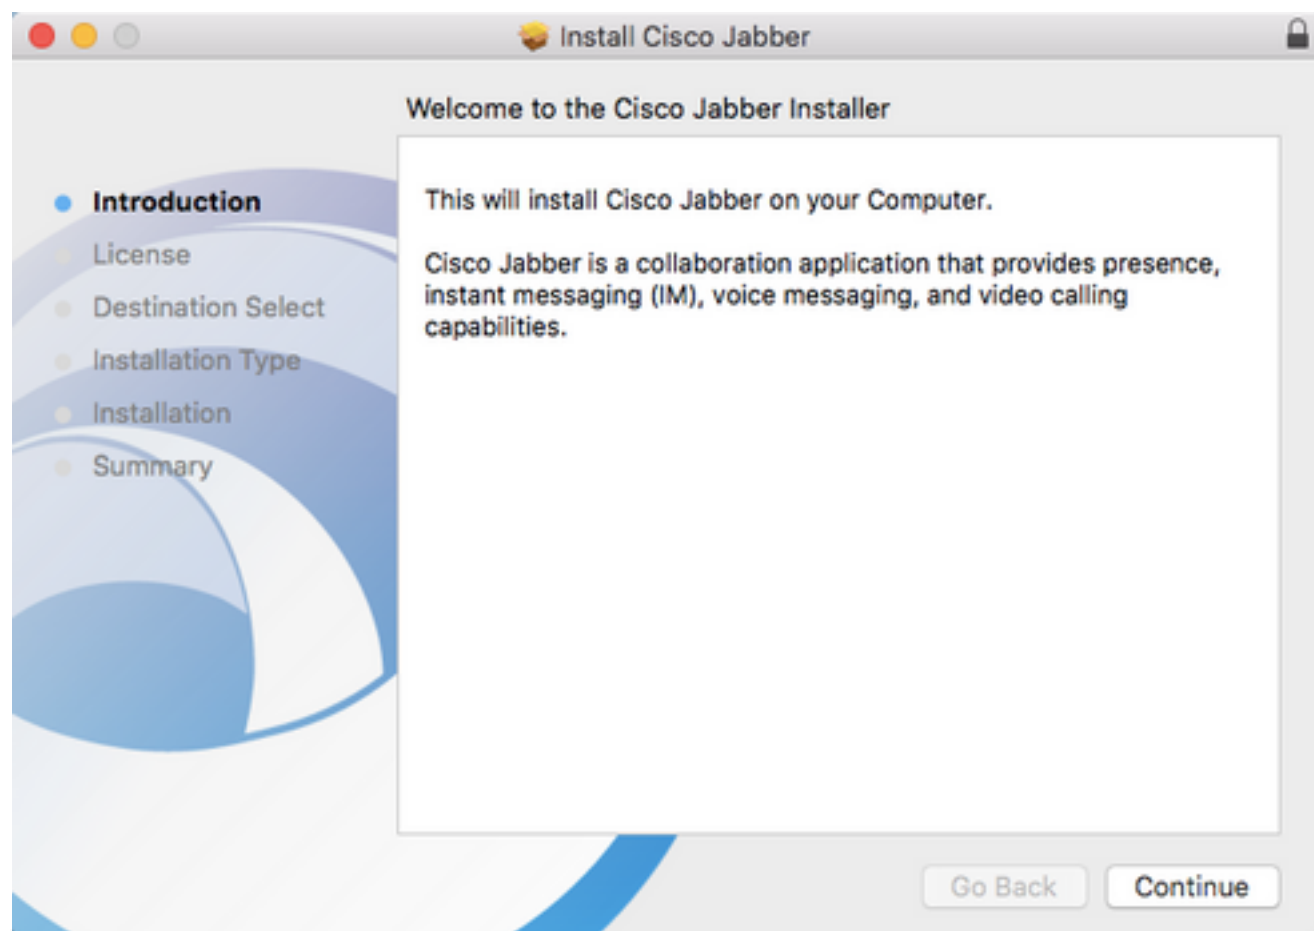 Install Cisco Jabber
Welcome to the Cisco Jabber Installer
Introduction
License
Destination Select
Installation Type
Installation
Summary
This will install Cisco Jabber on your Computer.
Cisco Jabber is a collaboration application that provides presence,
instant messaging (IM), voice messaging, and video calling
capabilities.
Go Back
Continue